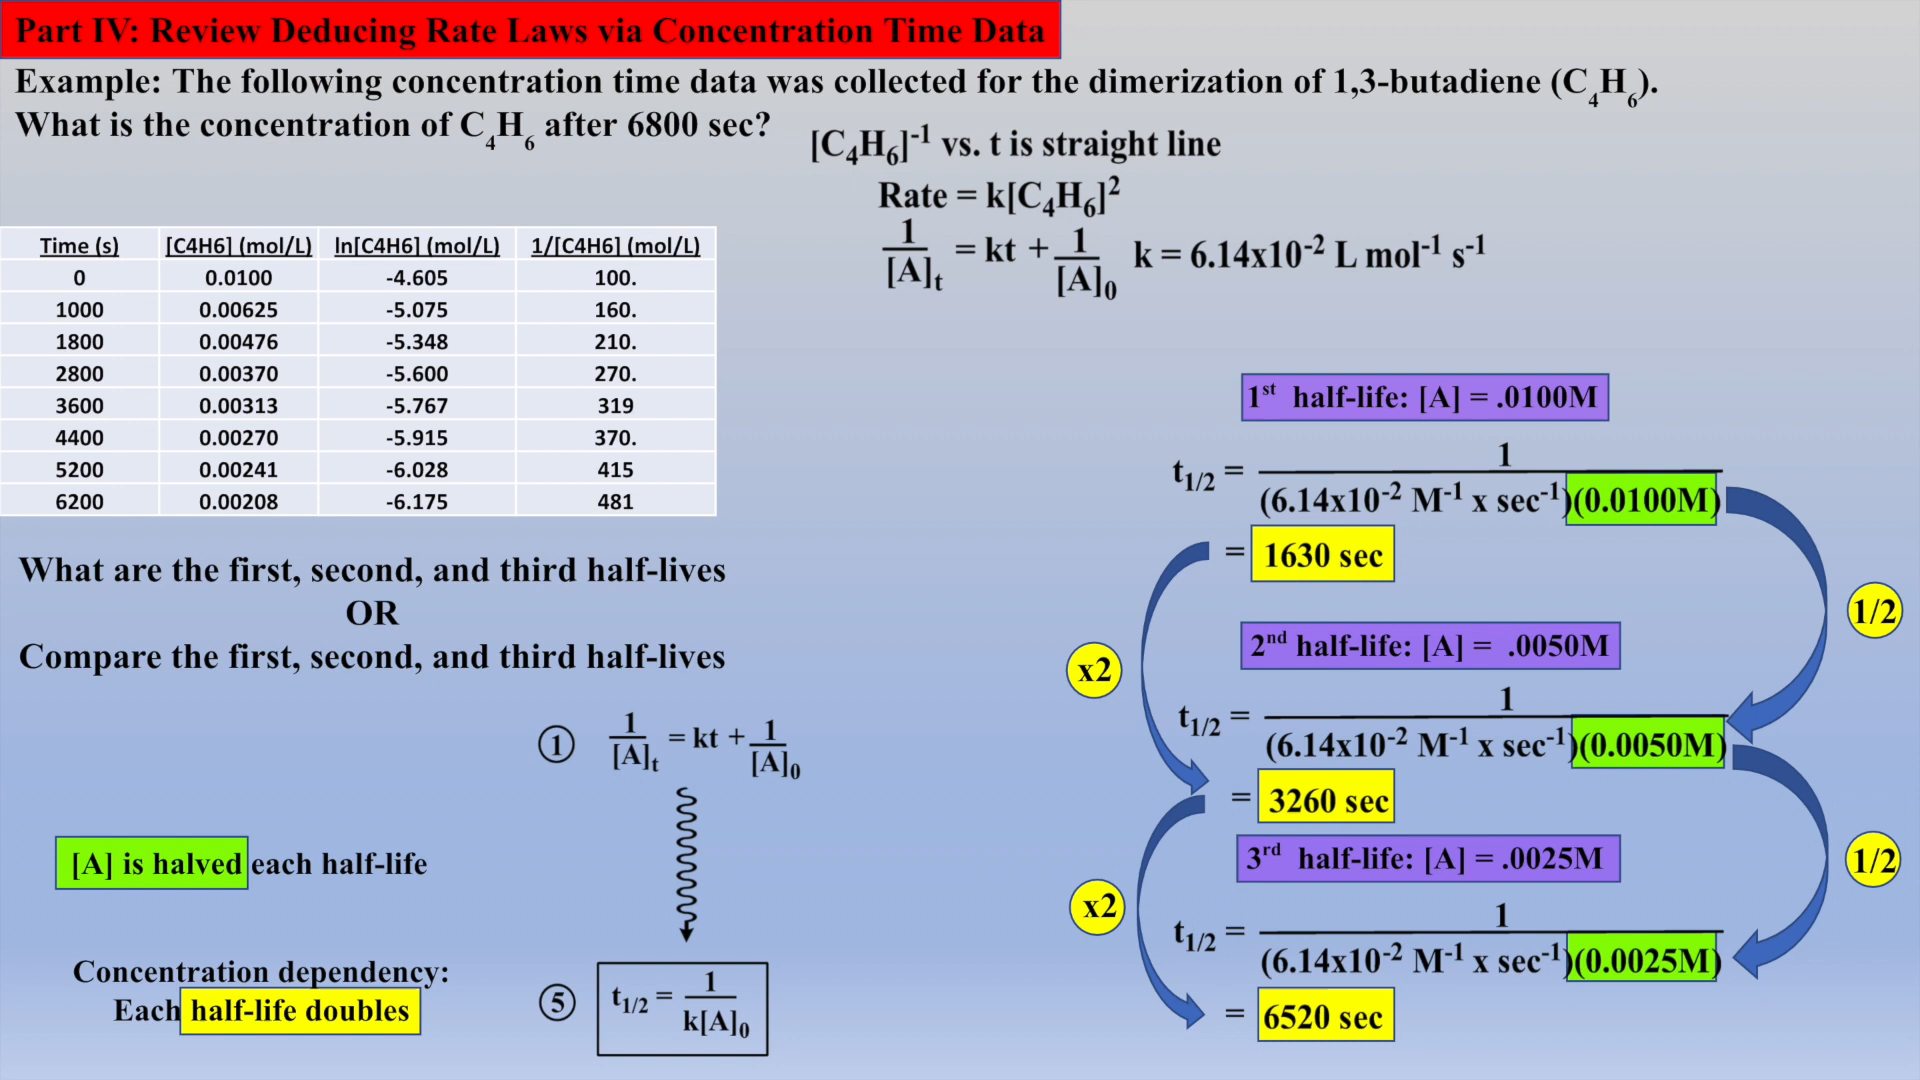 Part IV: Review Deducing Rate Laws via Concentration Time Data
Example: The following concentration time data was collected for the dimerization of 1,3-butadiene (C₄H₆).
What is the concentration of C₄H₆ after 6800 sec?
[C₄H₆]⁻¹ vs. t is straight line
Rate = k[C₄H₆]²
1/[A]ₜ = kt + 1/[A]₀ k = 6.14x10⁻² L mol⁻¹ s⁻¹
Time (s) [C4H6] (mol/L) ln[C4H6] (mol/L) 1/[C4H6] (mol/L)
0 0.0100 -4.605 100.
1000 0.00625 -5.075 160.
1800 0.00476 -5.348 210.
2800 0.00370 -5.600 270.
3600 0.00313 -5.767 319
4400 0.00270 -5.915 370.
5200 0.00241 -6.028 415
6200 0.00208 -6.175 481
What are the first, second, and third half-lives
OR
Compare the first, second, and third half-lives
① 1/[A]ₜ = kt + 1/[A]₀
[A] is halved each half-life
Concentration dependency:
Each half-life doubles
⑤ t₁/₂ = 1/k[A]₀
1ˢᵗ half-life: [A] = .0100M
t₁/₂ = 1/(6.14x10⁻² M⁻¹ x sec⁻¹)(0.0100M)
= 1630 sec
1/2
2ⁿᵈ half-life: [A] = .0050M
x2
t₁/₂ = 1/(6.14x10⁻² M⁻¹ x sec⁻¹)(0.0050M)
= 3260 sec
1/2
3ʳᵈ half-life: [A] = .0025M
x2
t₁/₂ = 1/(6.14x10⁻² M⁻¹ x sec⁻¹)(0.0025M)
= 6520 sec